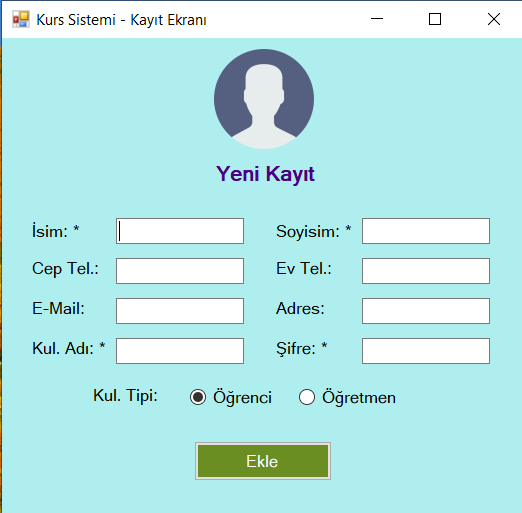 Kurs Sistemi - Kayıt Ekranı
Yeni Kayıt
İsim: * Soyisim: *
Cep Tel.: Ev Tel.:
E-Mail: Adres:
Kul. Adı: * Şifre: *
Kul. Tipi: Öğrenci Öğretmen
Ekle